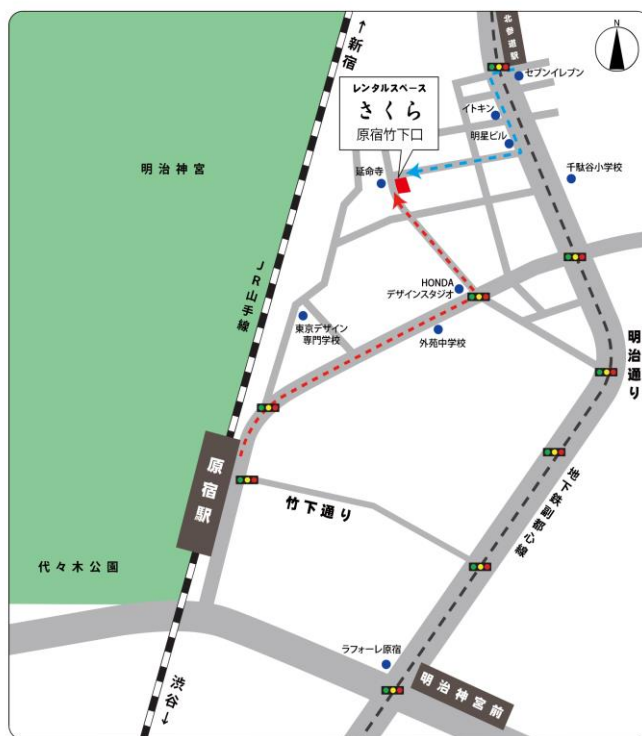 ←新宿
北参道駅
N
セブンイレブン
レンタルスペース
さくら
原宿竹下口
イトキン
明星ビル
明治神宮
延命寺
千駄谷小学校
JR山手線
HONDA
デザインスタジオ
東京デザイン
専門学校
外苑中学校
明治通り
原宿駅
竹下通り
地下鉄副都心線
代々木公園
ラフォーレ原宿
渋谷→
明治神宮前